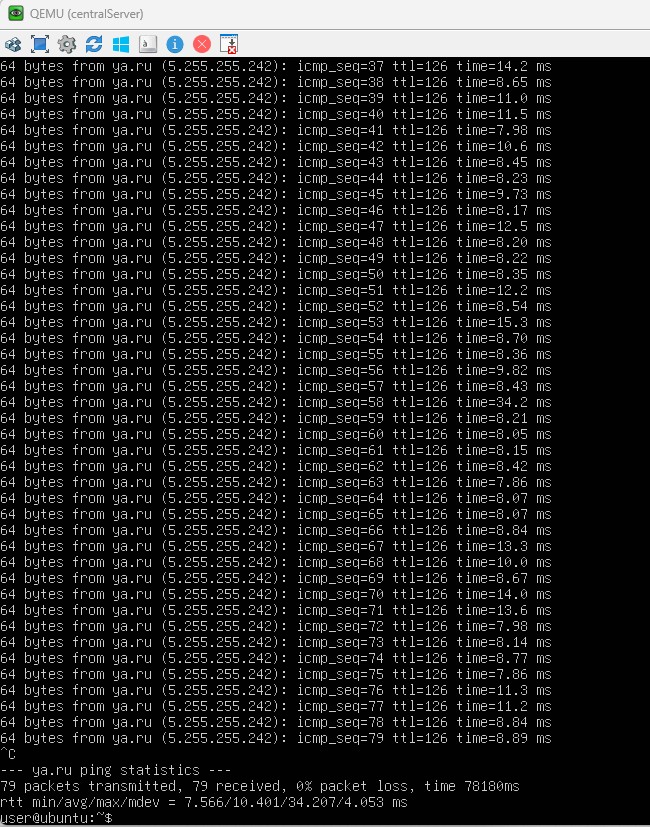 QEMU (centralServer)
64 bytes from ya.ru (5.255.255.242): icmp_seq=37 ttl=126 time=14.2 ms
64 bytes from ya.ru (5.255.255.242): icmp_seq=38 ttl=126 time=8.65 ms
64 bytes from ya.ru (5.255.255.242): icmp_seq=39 ttl=126 time=11.0 ms
64 bytes from ya.ru (5.255.255.242): icmp_seq=40 ttl=126 time=11.5 ms
64 bytes from ya.ru (5.255.255.242): icmp_seq=41 ttl=126 time=7.98 ms
64 bytes from ya.ru (5.255.255.242): icmp_seq=42 ttl=126 time=10.6 ms
64 bytes from ya.ru (5.255.255.242): icmp_seq=43 ttl=126 time=8.45 ms
64 bytes from ya.ru (5.255.255.242): icmp_seq=44 ttl=126 time=8.23 ms
64 bytes from ya.ru (5.255.255.242): icmp_seq=45 ttl=126 time=9.73 ms
64 bytes from ya.ru (5.255.255.242): icmp_seq=46 ttl=126 time=8.17 ms
64 bytes from ya.ru (5.255.255.242): icmp_seq=47 ttl=126 time=12.5 ms
64 bytes from ya.ru (5.255.255.242): icmp_seq=48 ttl=126 time=8.20 ms
64 bytes from ya.ru (5.255.255.242): icmp_seq=49 ttl=126 time=8.22 ms
64 bytes from ya.ru (5.255.255.242): icmp_seq=50 ttl=126 time=8.35 ms
64 bytes from ya.ru (5.255.255.242): icmp_seq=51 ttl=126 time=12.2 ms
64 bytes from ya.ru (5.255.255.242): icmp_seq=52 ttl=126 time=8.54 ms
64 bytes from ya.ru (5.255.255.242): icmp_seq=53 ttl=126 time=15.3 ms
64 bytes from ya.ru (5.255.255.242): icmp_seq=54 ttl=126 time=8.70 ms
64 bytes from ya.ru (5.255.255.242): icmp_seq=55 ttl=126 time=8.36 ms
64 bytes from ya.ru (5.255.255.242): icmp_seq=56 ttl=126 time=9.82 ms
64 bytes from ya.ru (5.255.255.242): icmp_seq=57 ttl=126 time=8.43 ms
64 bytes from ya.ru (5.255.255.242): icmp_seq=58 ttl=126 time=34.2 ms
64 bytes from ya.ru (5.255.255.242): icmp_seq=59 ttl=126 time=8.21 ms
64 bytes from ya.ru (5.255.255.242): icmp_seq=60 ttl=126 time=8.05 ms
64 bytes from ya.ru (5.255.255.242): icmp_seq=61 ttl=126 time=8.15 ms
64 bytes from ya.ru (5.255.255.242): icmp_seq=62 ttl=126 time=8.42 ms
64 bytes from ya.ru (5.255.255.242): icmp_seq=63 ttl=126 time=7.86 ms
64 bytes from ya.ru (5.255.255.242): icmp_seq=64 ttl=126 time=8.07 ms
64 bytes from ya.ru (5.255.255.242): icmp_seq=65 ttl=126 time=8.07 ms
64 bytes from ya.ru (5.255.255.242): icmp_seq=66 ttl=126 time=8.84 ms
64 bytes from ya.ru (5.255.255.242): icmp_seq=67 ttl=126 time=13.3 ms
64 bytes from ya.ru (5.255.255.242): icmp_seq=68 ttl=126 time=10.0 ms
64 bytes from ya.ru (5.255.255.242): icmp_seq=69 ttl=126 time=8.67 ms
64 bytes from ya.ru (5.255.255.242): icmp_seq=70 ttl=126 time=14.0 ms
64 bytes from ya.ru (5.255.255.242): icmp_seq=71 ttl=126 time=13.6 ms
64 bytes from ya.ru (5.255.255.242): icmp_seq=72 ttl=126 time=7.98 ms
64 bytes from ya.ru (5.255.255.242): icmp_seq=73 ttl=126 time=8.14 ms
64 bytes from ya.ru (5.255.255.242): icmp_seq=74 ttl=126 time=8.77 ms
64 bytes from ya.ru (5.255.255.242): icmp_seq=75 ttl=126 time=7.86 ms
64 bytes from ya.ru (5.255.255.242): icmp_seq=76 ttl=126 time=11.3 ms
64 bytes from ya.ru (5.255.255.242): icmp_seq=77 ttl=126 time=11.2 ms
64 bytes from ya.ru (5.255.255.242): icmp_seq=78 ttl=126 time=8.84 ms
64 bytes from ya.ru (5.255.255.242): icmp_seq=79 ttl=126 time=8.89 ms
^C
--- ya.ru ping statistics ---
79 packets transmitted, 79 received, 0% packet loss, time 78180ms
rtt min/avg/max/mdev = 7.566/10.401/34.207/4.053 ms
user@ubuntu:~$